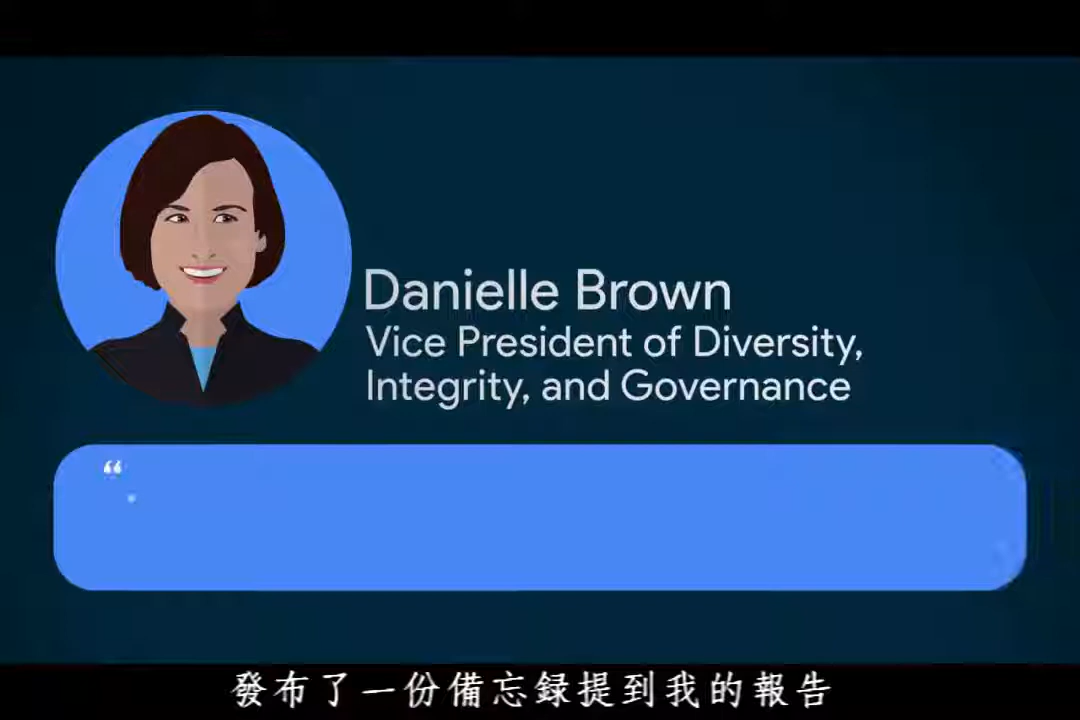 Danielle Brown
Vice President of Diversity,
Integrity, and Governance
“
發布了一份備忘録提到我的報告